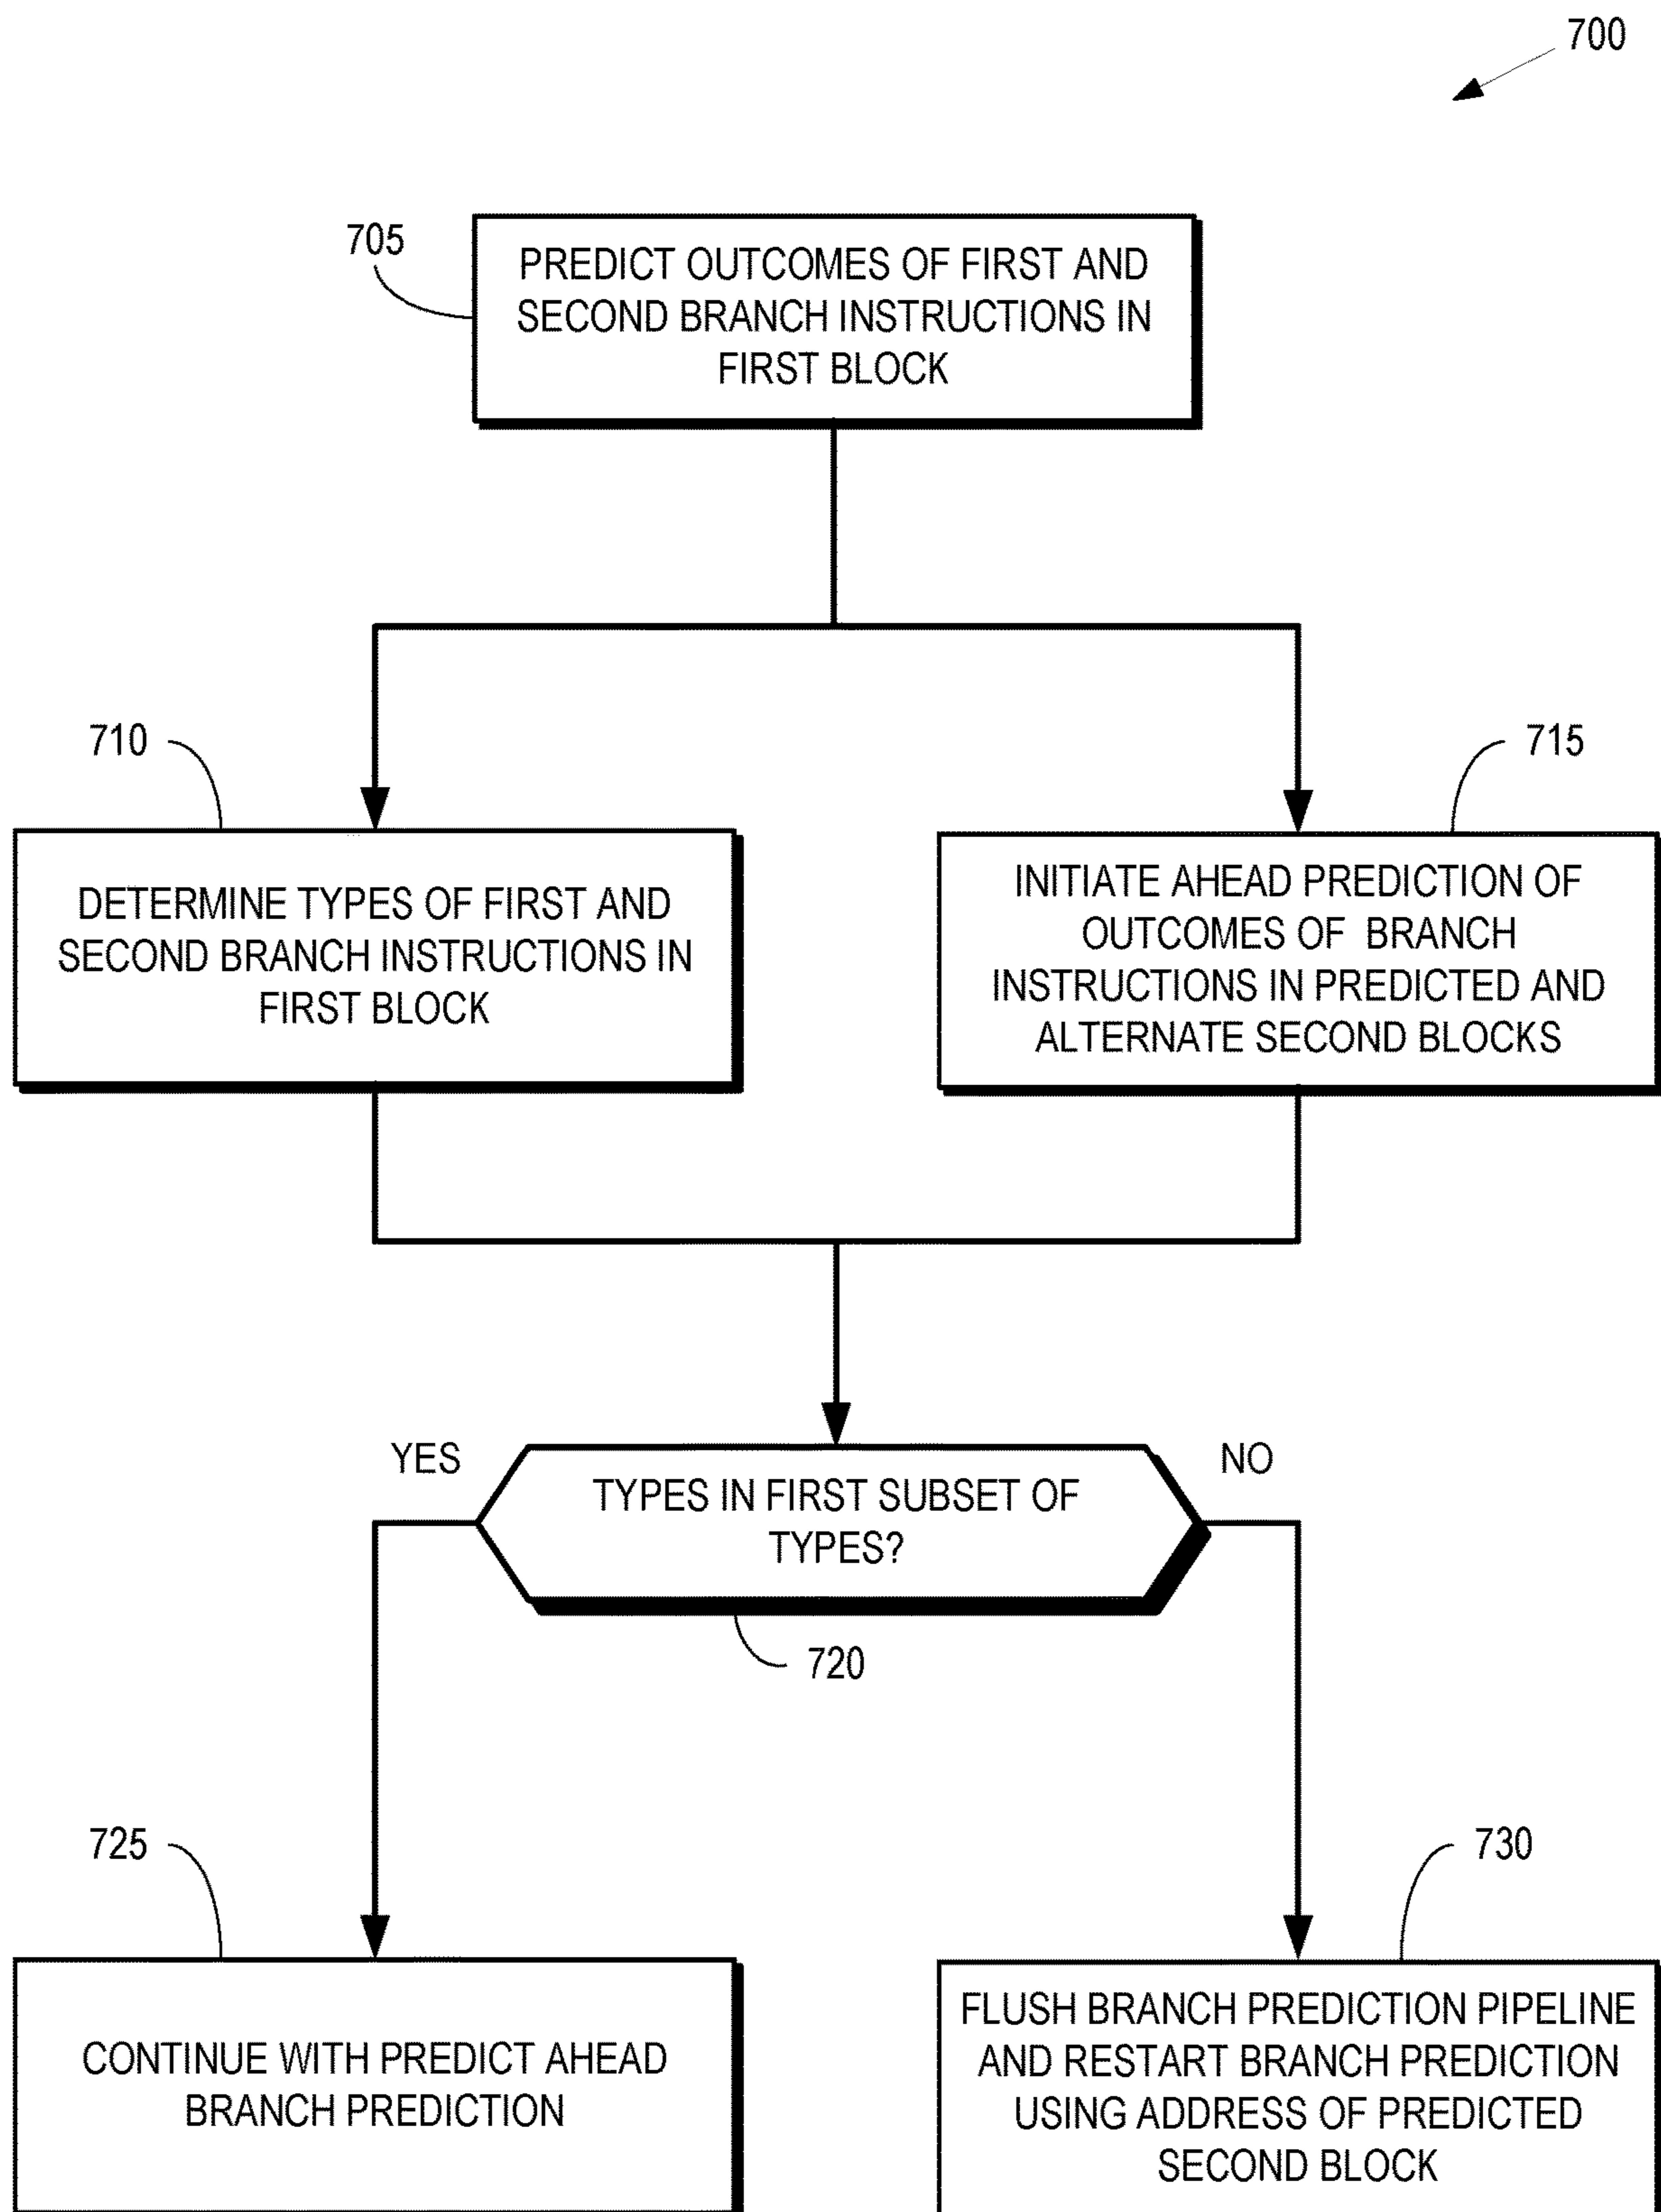 700
705
PREDICT OUTCOMES OF FIRST AND
SECOND BRANCH INSTRUCTIONS IN
FIRST BLOCK
710
715
DETERMINE TYPES OF FIRST AND
SECOND BRANCH INSTRUCTIONS IN
FIRST BLOCK
INITIATE AHEAD PREDICTION OF
OUTCOMES OF BRANCH
INSTRUCTIONS IN PREDICTED AND
ALTERNATE SECOND BLOCKS
YES
NO
TYPES IN FIRST SUBSET OF
TYPES?
720
725
730
CONTINUE WITH PREDICT AHEAD
BRANCH PREDICTION
FLUSH BRANCH PREDICTION PIPELINE
AND RESTART BRANCH PREDICTION
USING ADDRESS OF PREDICTED
SECOND BLOCK